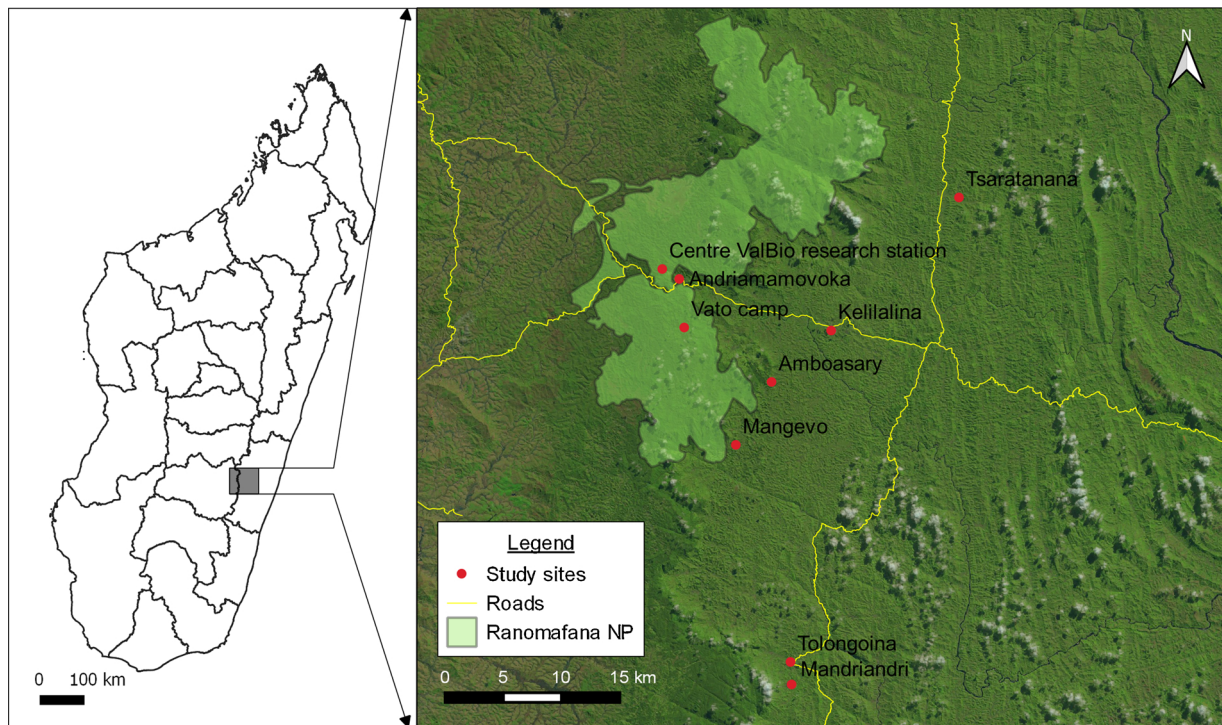 N
Tsaratanana
Centre ValBio research station
Andriamamovoka
Vato camp
Kelilalina
Amboasary
Mangevo
Legend
Study sites
Roads
Ranomafana NP
Tolongoina
Mandriandri
0 100 km
0 5 10 15 km